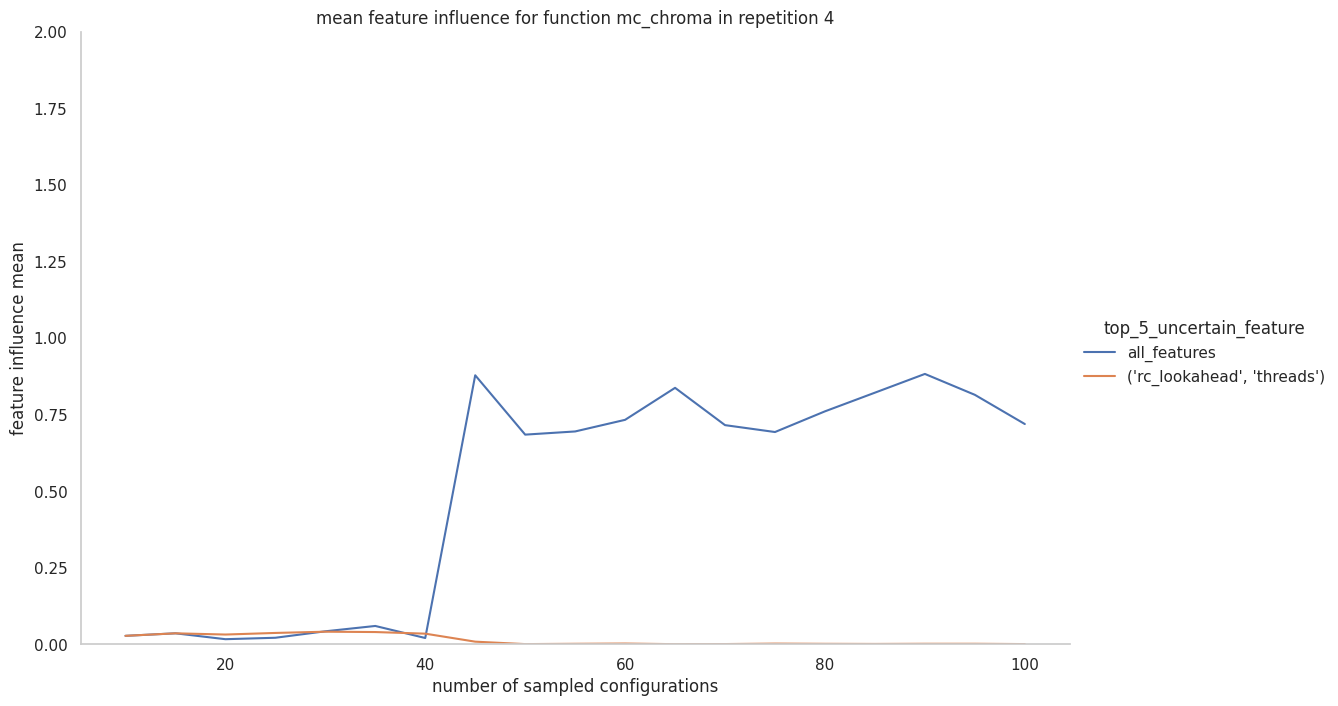 mean feature influence for function mc_chroma in repetition 4
2.00
1.75
1.50
1.25
1.00
0.75
0.50
0.25
0.00
feature influence mean
20
40
60
80
100
number of sampled configurations
top_5_uncertain_feature
all_features
('rc_lookahead', 'threads')